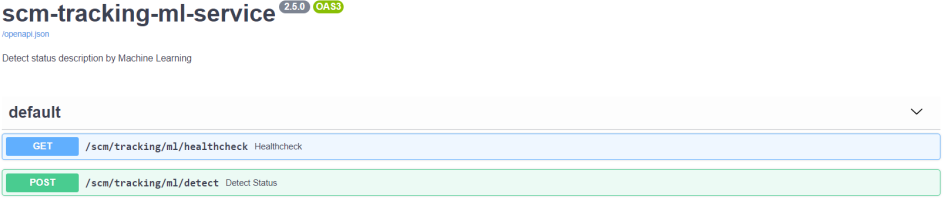 scm-tracking-ml-service 2.5.0 OAS3
/openapi.json
Detect status description by Machine Learning
default
GET /scm/tracking/ml/healthcheck Healthcheck
POST /scm/tracking/ml/detect Detect Status